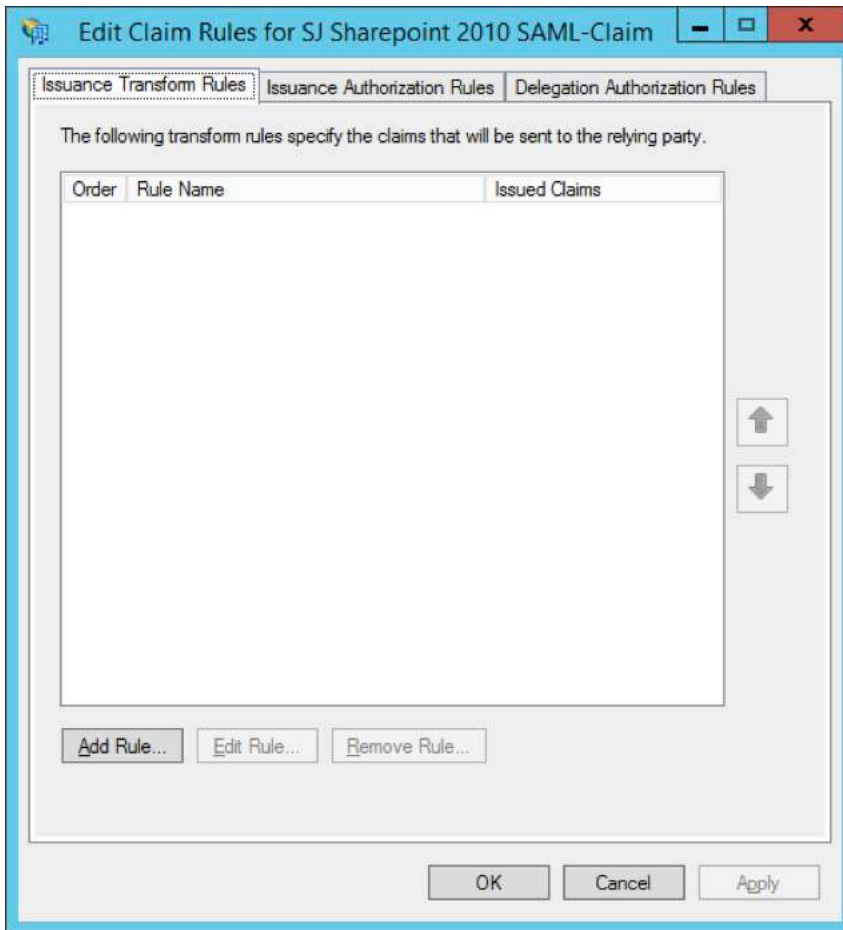 Edit Claim Rules for SJ Sharepoint 2010 SAML-Claim
Issuance Transform Rules Issuance Authorization Rules Delegation Authorization Rules
The following transform rules specify the claims that will be sent to the relying party.
Order Rule Name Issued Claims
Add Rule... Edit Rule... Remove Rule...
OK Cancel Apply